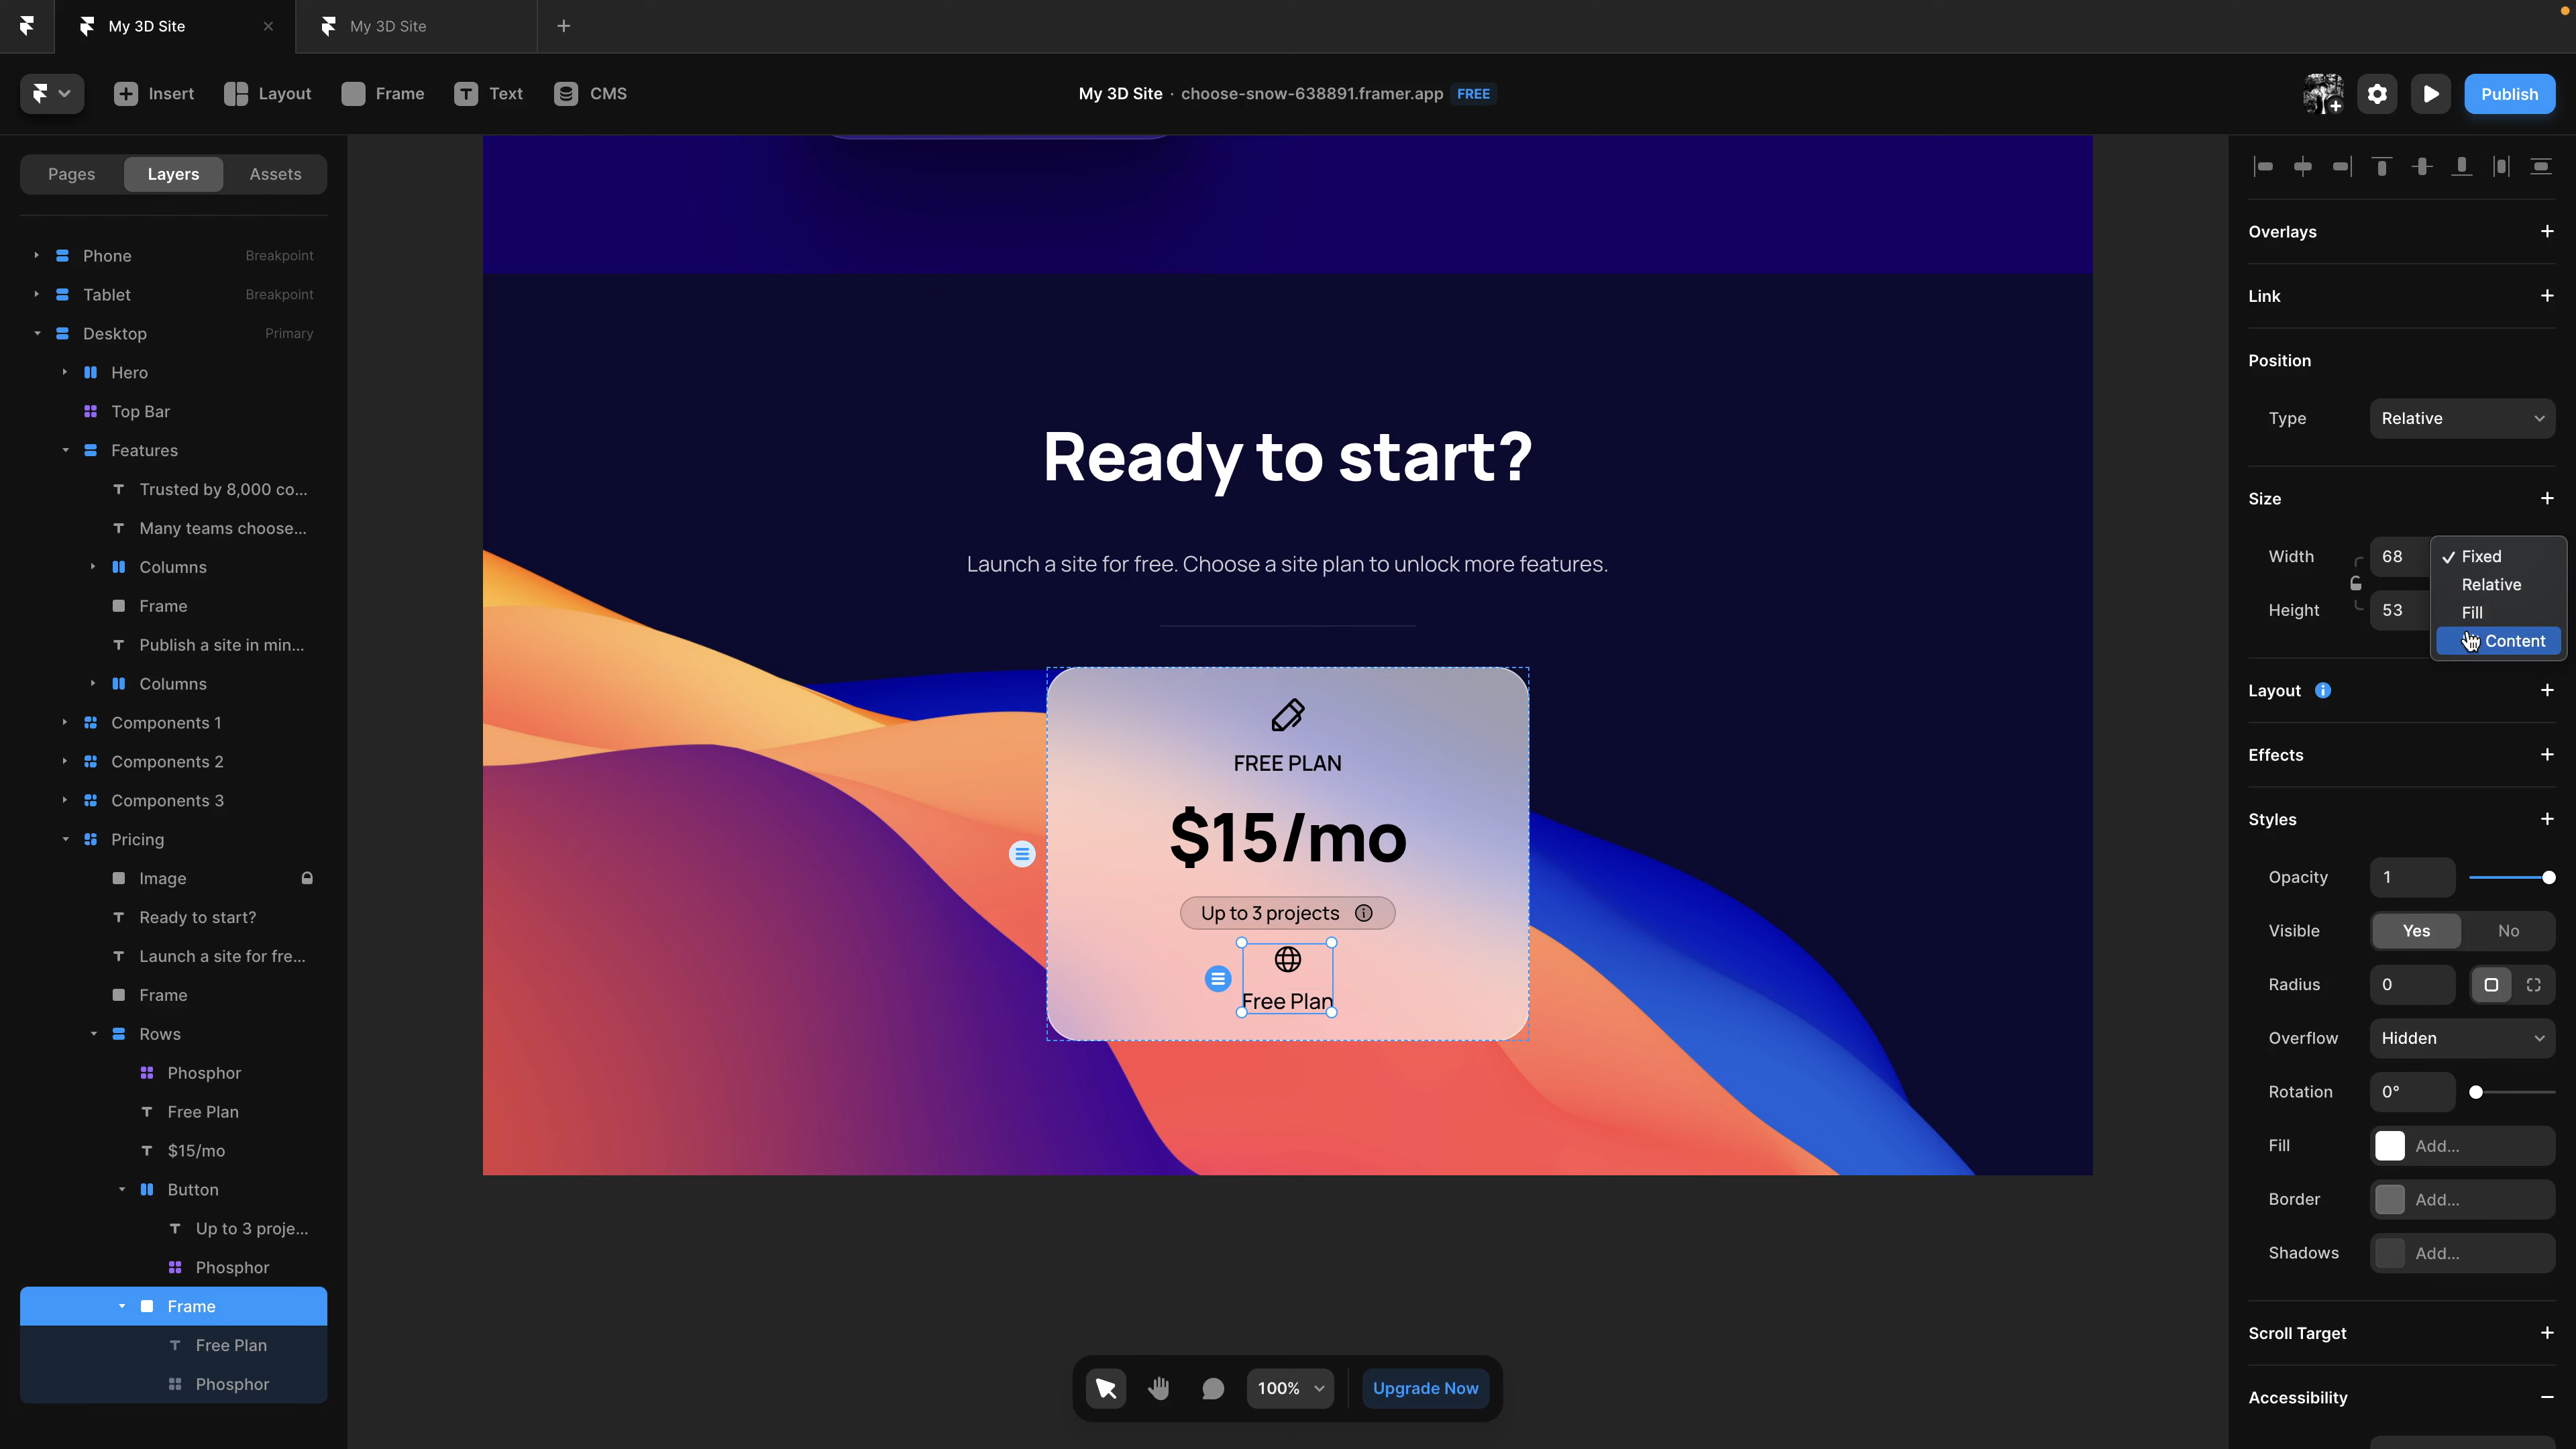 My 3D Site
My 3D Site
Insert
Layout
Frame
Text
CMS
My 3D Site · choose-snow-638891.framer.app FREE
Publish
Pages
Layers
Assets
Phone Breakpoint
Tablet Breakpoint
Desktop Primary
Hero
Top Bar
Features
Trusted by 8,000 co...
Many teams choose...
Columns
Frame
Publish a site in min...
Columns
Components 1
Components 2
Components 3
Pricing
Image
Ready to start?
Launch a site for fre...
Frame
Rows
Phosphor
Free Plan
$15/mo
Button
Up to 3 proje...
Phosphor
Frame
Free Plan
Phosphor
Ready to start?
Launch a site for free. Choose a site plan to unlock more features.
FREE PLAN
$15/mo
Up to 3 projects
Free Plan
100%
Upgrade Now
Overlays
Link
Position
Type Relative
Size
Width 68
Height 53
Fixed
Relative
Fill
Content
Layout
Effects
Styles
Opacity 1
Visible Yes No
Radius 0
Overflow Hidden
Rotation 0°
Fill Add...
Border Add...
Shadows Add...
Scroll Target
Accessibility